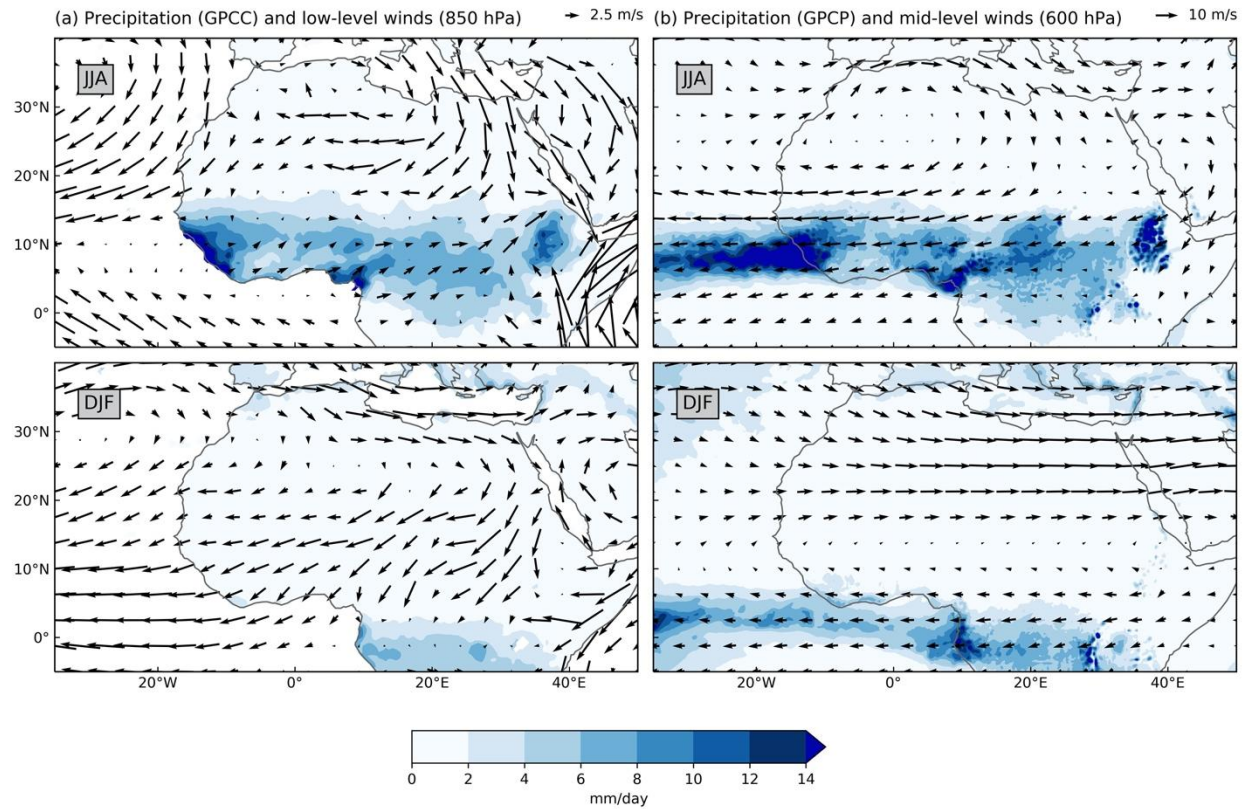 (a) Precipitation (GPCC) and low-level winds (850 hPa) 2.5 m/s
(b) Precipitation (GPCP) and mid-level winds (600 hPa) 10 m/s
JJA
JJA
30°N
20°N
10°N
0°
DJF
DJF
30°N
20°N
10°N
0°
20°W 0° 20°E 40°E
20°W 0° 20°E 40°E
0 2 4 6 8 10 12 14
mm/day